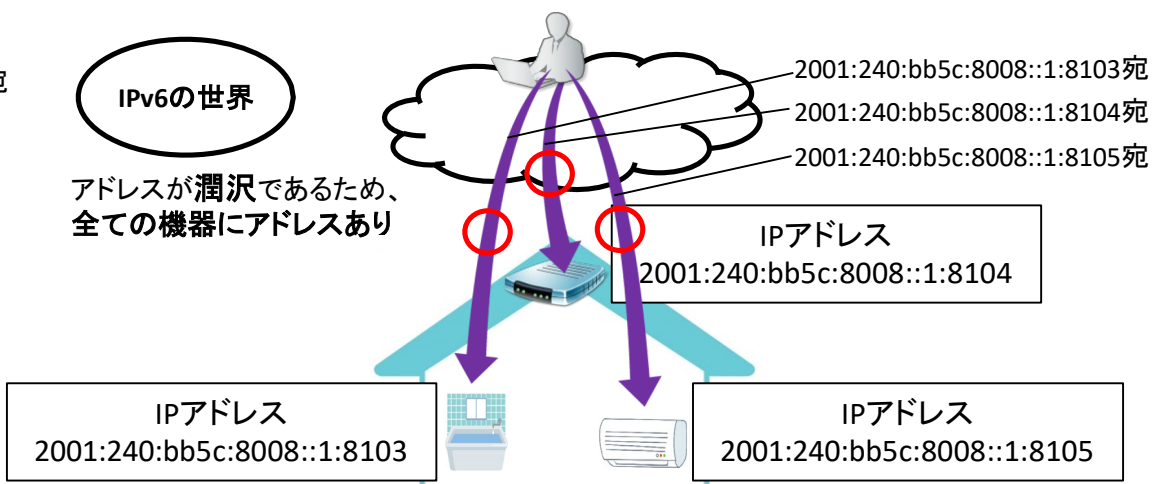 宛
IPv6の世界
アドレスが潤沢であるため、
全ての機器にアドレスあり
2001:240:bb5c:8008::1:8103宛
2001:240:bb5c:8008::1:8104宛
2001:240:bb5c:8008::1:8105宛
IPアドレス
2001:240:bb5c:8008::1:8104
IPアドレス
2001:240:bb5c:8008::1:8103
IPアドレス
2001:240:bb5c:8008::1:8105